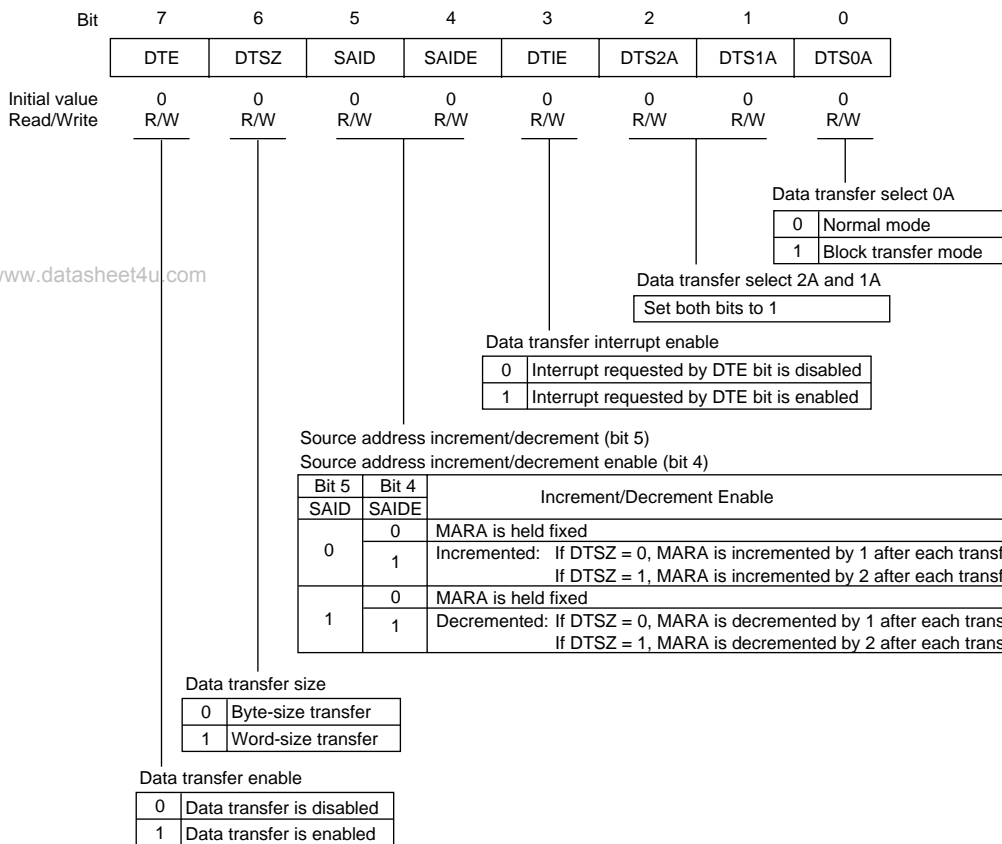 Bit 7 6 5 4 3 2 1 0
DTE DTSZ SAID SAIDE DTIE DTS2A DTS1A DTS0A
Initial value 0 0 0 0 0 0 0 0
Read/Write R/W R/W R/W R/W R/W R/W R/W R/W
Data transfer select 0A
0 Normal mode
1 Block transfer mode
www.datasheet4u.com
Data transfer select 2A and 1A
Set both bits to 1
Data transfer interrupt enable
0 Interrupt requested by DTE bit is disabled
1 Interrupt requested by DTE bit is enabled
Source address increment/decrement (bit 5)
Source address increment/decrement enable (bit 4)
Bit 5 Bit 4 Increment/Decrement Enable
SAID SAIDE
0 0 MARA is held fixed
1 Incremented: If DTSZ = 0, MARA is incremented by 1 after each
If DTSZ = 1, MARA is incremented by 2 after each
1 0 MARA is held fixed
1 Decremented: If DTSZ = 0, MARA is decremented by 1 after each
If DTSZ = 1, MARA is decremented by 2 after each
Data transfer size
0 Byte-size transfer
1 Word-size transfer
Data transfer enable
0 Data transfer is disabled
1 Data transfer is enabled